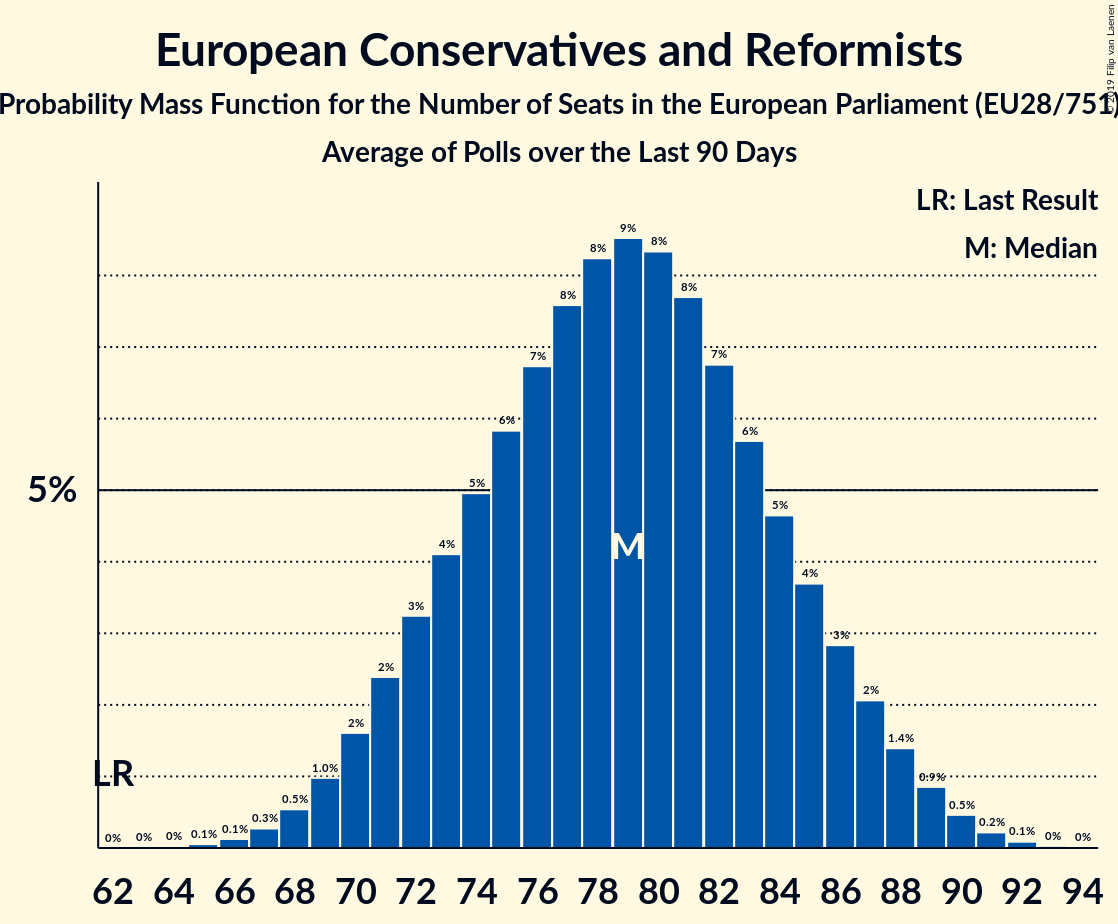 © 2019 Filip van Laenen
European Conservatives and Reformists
Probability Mass Function for the Number of Seats in the European Parliament (EU28/751)
Average of Polls over the Last 90 Days
LR: Last Result
M: Median
5%
LR
M
0% 0% 0% 0.1% 0.1% 0.3% 0.5% 1.0% 2% 2% 3% 4% 5% 6% 7% 8% 8% 9% 8% 8% 7% 6% 5% 4% 3% 2% 1.4% 0.9% 0.5% 0.2% 0.1% 0% 0%
62 64 66 68 70 72 74 76 78 80 82 84 86 88 90 92 94